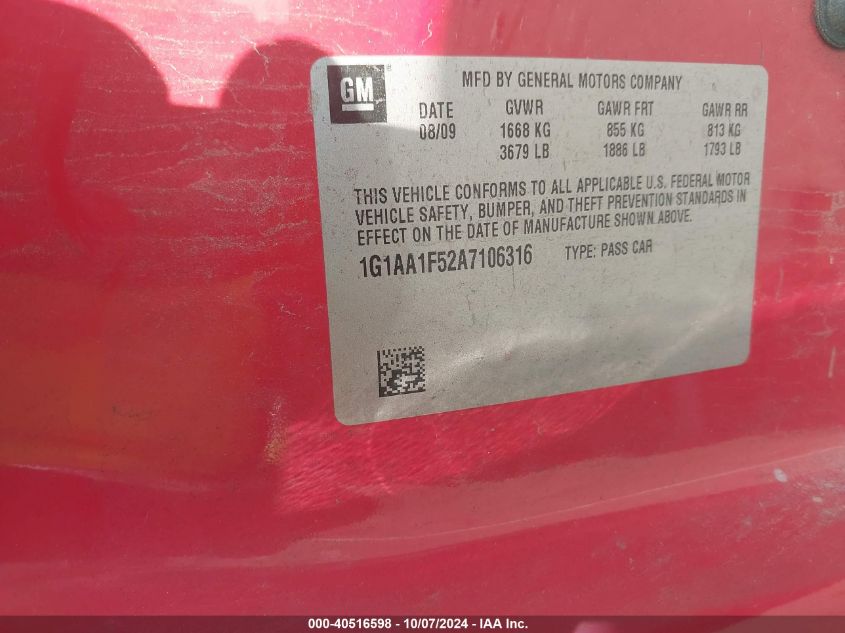 GM
MFD BY GENERAL MOTORS COMPANY
DATE GVWR GAWR FRT GAWR RR
08/09 1668 KG 855 KG 813 KG
3679 LB 1886 LB 1793 LB
THIS VEHICLE CONFORMS TO ALL APPLICABLE U.S. FEDERAL MOTOR
VEHICLE SAFETY, BUMPER, AND THEFT PREVENTION STANDARDS IN
EFFECT ON THE DATE OF MANUFACTURE SHOWN ABOVE.
1G1AA1F52A7106316 TYPE: PASS CAR
000-40516598 - 10/07/2024 - IAA Inc.